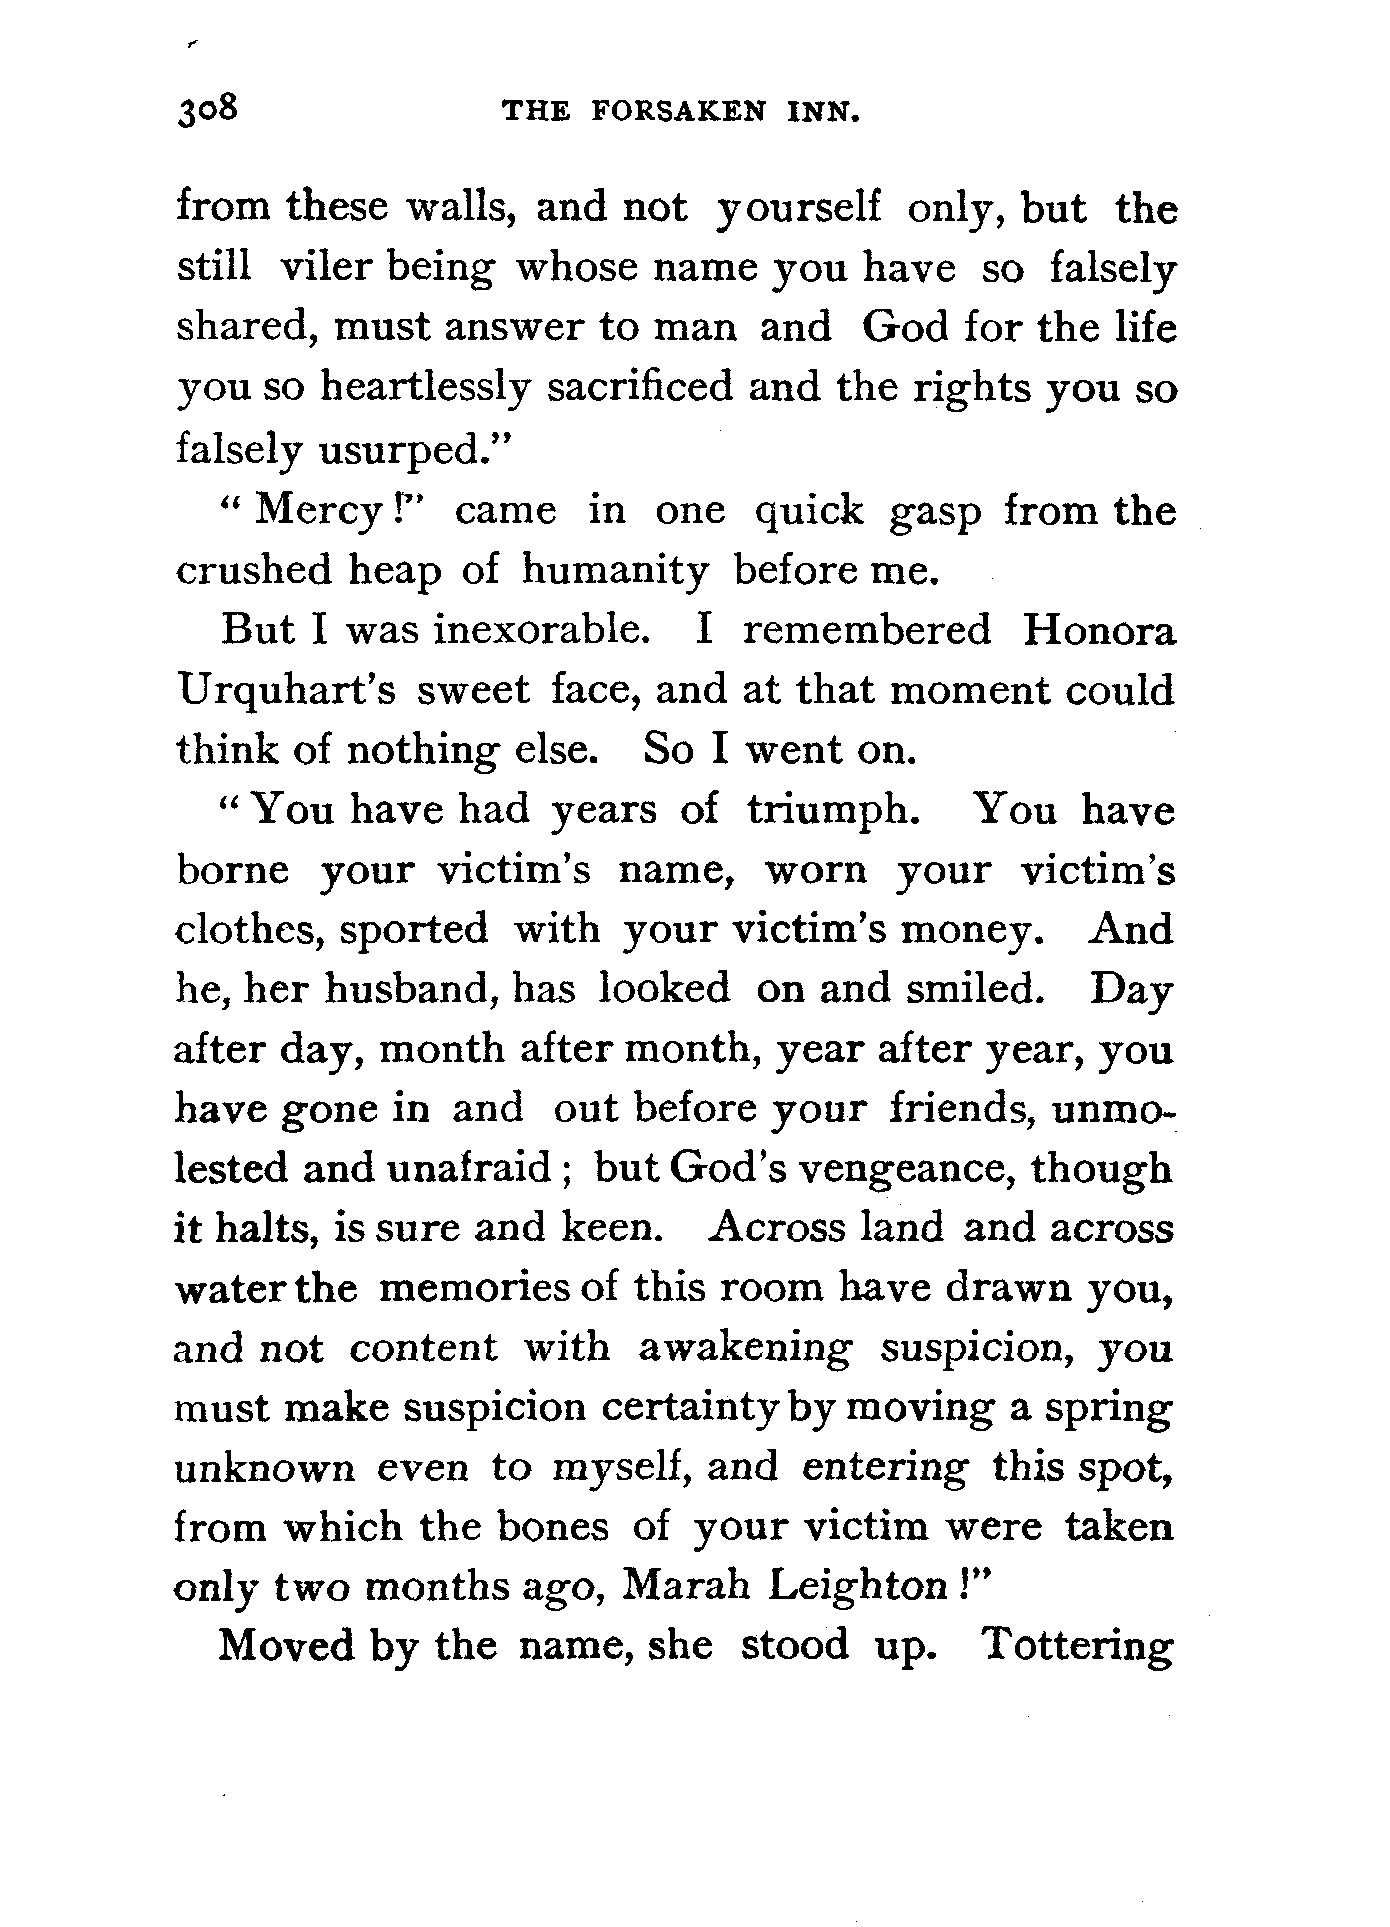 308 THE FORSAKEN INN.
from these walls, and not yourself only, but the
still viler being whose name you have so falsely
shared, must answer to man and God for the life
you so heartlessly sacrificed and the rights you so
falsely usurped."
" Mercy !" came in one quick gasp from the
crushed heap of humanity before me.
But I was inexorable. I remembered Honora
Urquhart's sweet face, and at that moment could
think of nothing else. So I went on.
" You have had years of triumph. You have
borne your victim's name, worn your victim's
clothes, sported with your victim's money. And
he, her husband, has looked on and smiled. Day
after day, month after month, year after year, you
have gone in and out before your friends, unmo-
lested and unafraid ; but God's vengeance, though
it halts, is sure and keen. Across land and across
water the memories of this room have drawn you,
and not content with awakening suspicion, you
must make suspicion certainty by moving a spring
unknown even to myself, and entering this spot,
from which the bones of your victim were taken
only two months ago, Marah Leighton !"
Moved by the name, she stood up. Tottering